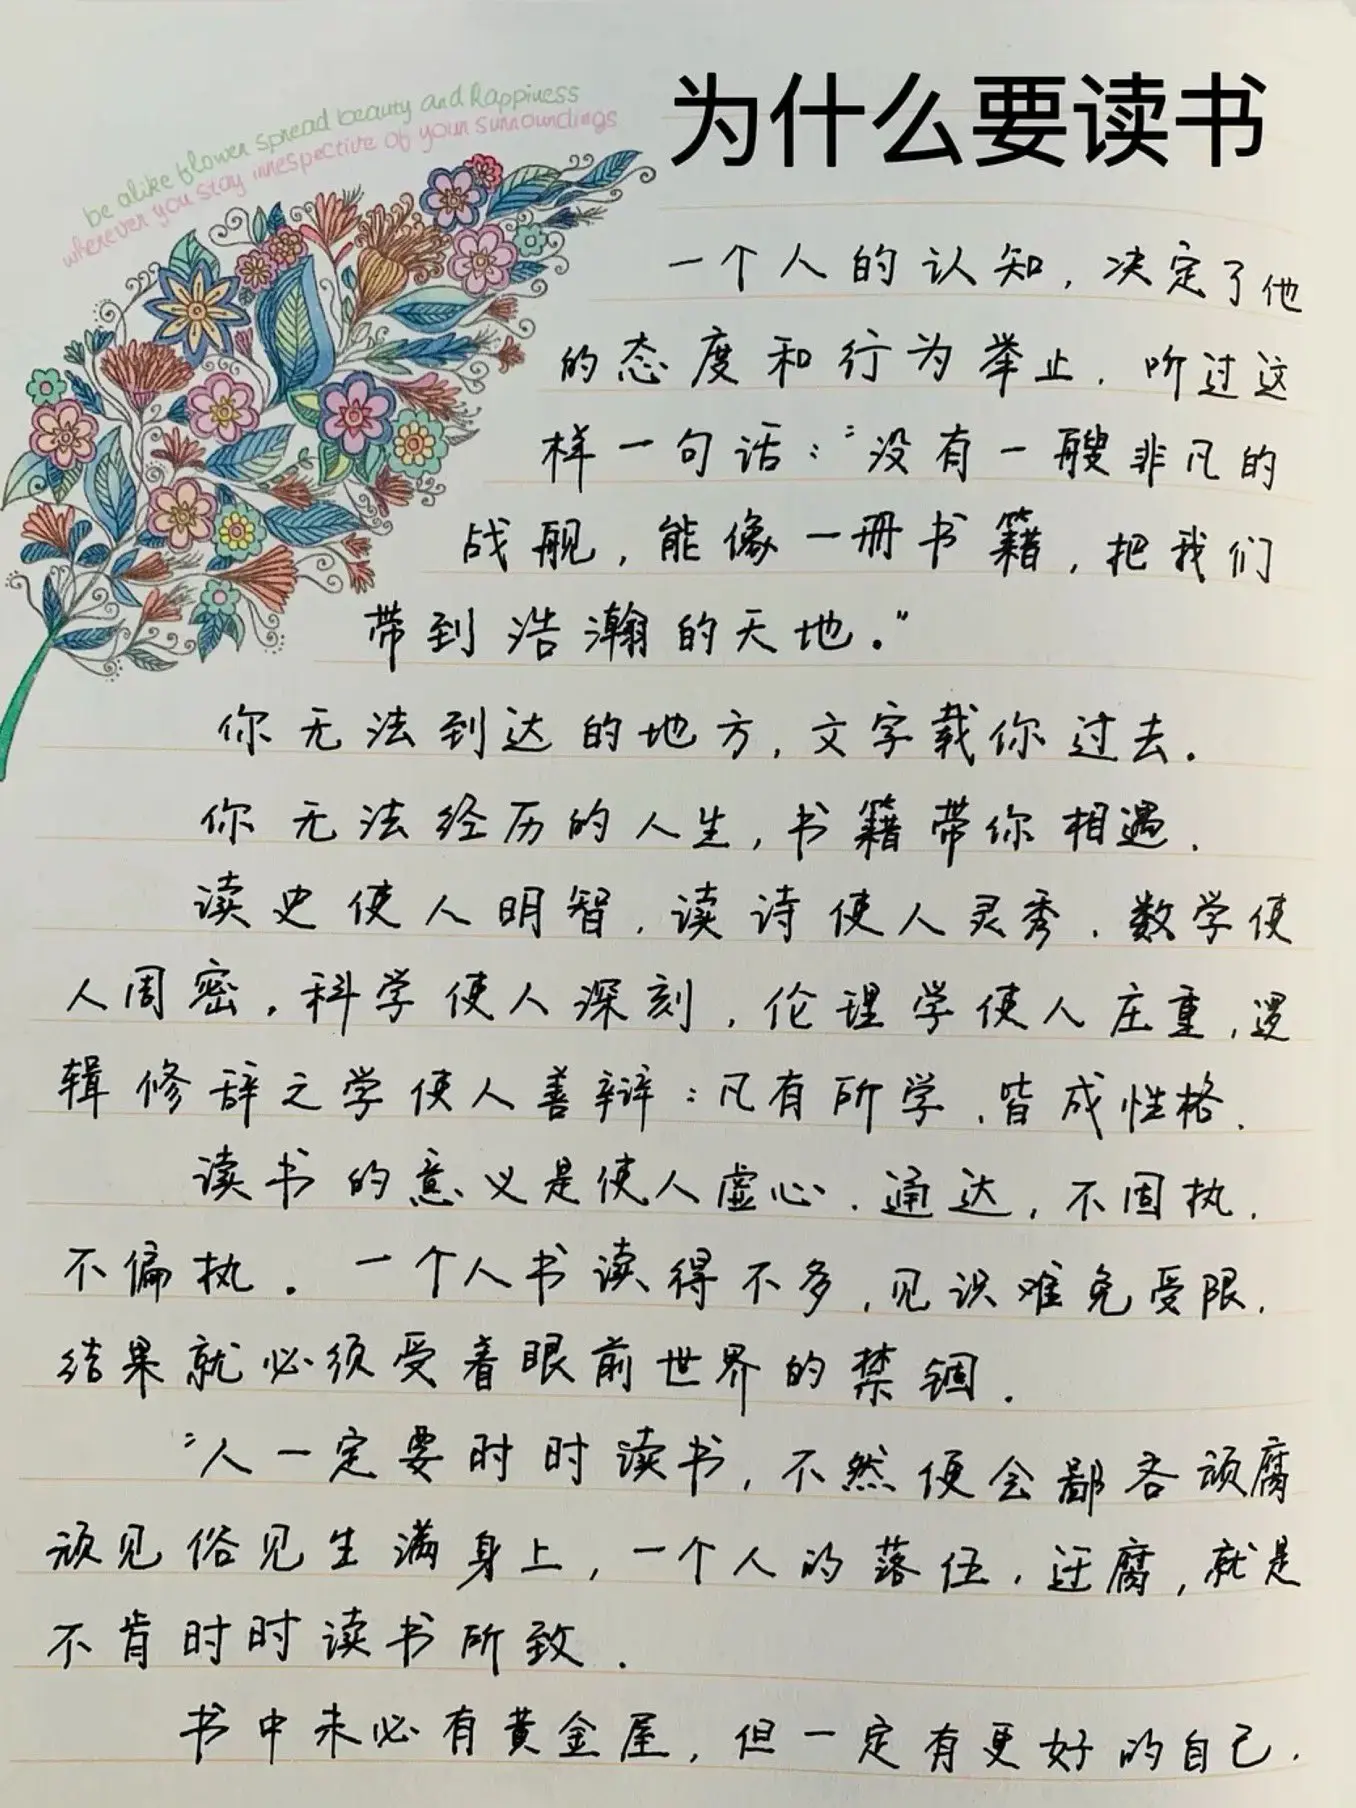 be alike flower spread beauty and happiness
wherever you stay irrespective of your surroundings
为什么要读书
一个人的认知，决定了他
的态度和行为举止．听过这
样一句话：“没有一艘非凡的
战舰，能像一册书籍，把我们
带到浩瀚的天地。”
你无法到达的地方，文字载你过去．
你无法经历的人生，书籍带你相遇．
读史使人明智，读诗使人灵秀．数学使
人周密，科学使人深刻，伦理学使人庄重，逻
辑修辞之学使人善辩：凡有所学，皆成性格．
读书的意义是使人虚心．通达，不固执，
不偏执．一个人书读得不多，见识难免受限，
结果就必须受着眼前世界的禁锢．
“人一定要时时读书，不然便会鄙吝顽腐
顽见俗见生满身上，一个人的落伍．迂腐，就是
不肯时时读书所致．
书中未必有黄金屋，但一定有更好的自己．